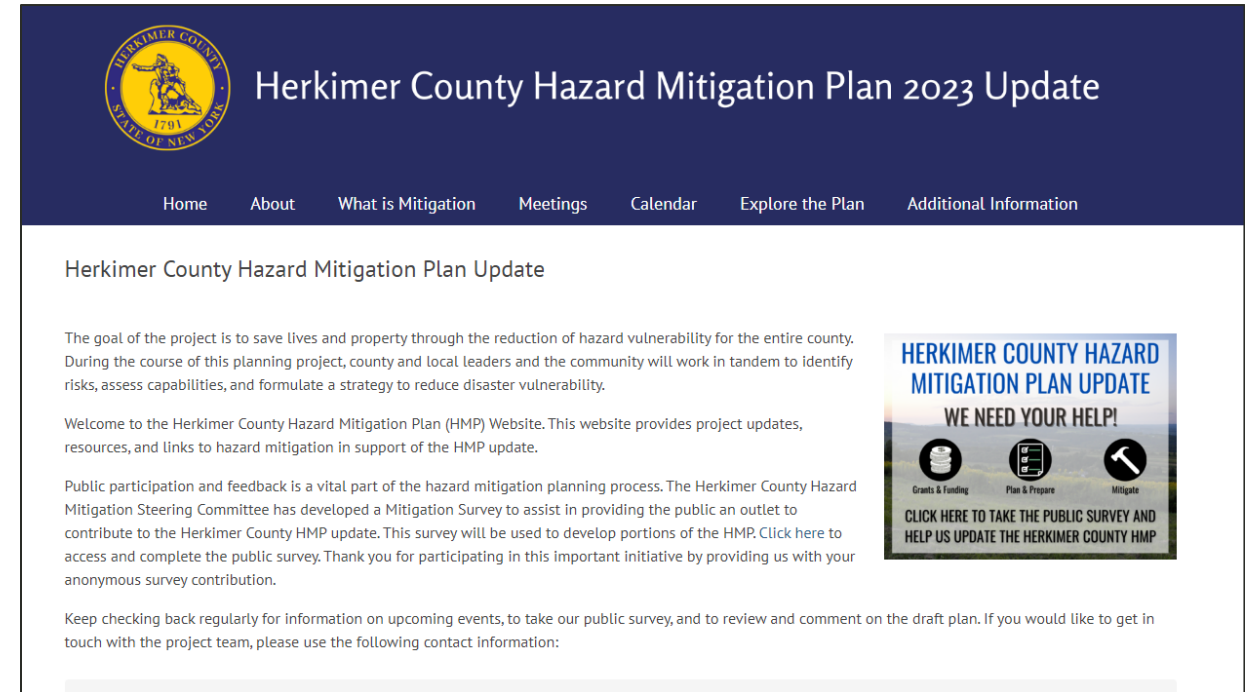 HERKIMER COUNTY
1791
STATE OF NEW YORK
Herkimer County Hazard Mitigation Plan 2023 Update
Home About What is Mitigation Meetings Calendar Explore the Plan Additional Information
Herkimer County Hazard Mitigation Plan Update
The goal of the project is to save lives and property through the reduction of hazard vulnerability for the entire county.
During the course of this planning project, county and local leaders and the community will work in tandem to identify
risks, assess capabilities, and formulate a strategy to reduce disaster vulnerability.
Welcome to the Herkimer County Hazard Mitigation Plan (HMP) Website. This website provides project updates,
resources, and links to hazard mitigation in support of the HMP update.
Public participation and feedback is a vital part of the hazard mitigation planning process. The Herkimer County Hazard
Mitigation Steering Committee has developed a Mitigation Survey to assist in providing the public an outlet to
contribute to the Herkimer County HMP update. This survey will be used to develop portions of the HMP. Click here to
access and complete the public survey. Thank you for participating in this important initiative by providing us with your
anonymous survey contribution.
HERKIMER COUNTY HAZARD
MITIGATION PLAN UPDATE
WE NEED YOUR HELP!
Grants & Funding Plan & Prepare Mitigate
CLICK HERE TO TAKE THE PUBLIC SURVEY AND
HELP US UPDATE THE HERKIMER COUNTY HMP
Keep checking back regularly for information on upcoming events, to take our public survey, and to review and comment on the draft plan. If you would like to get in
touch with the project team, please use the following contact information: